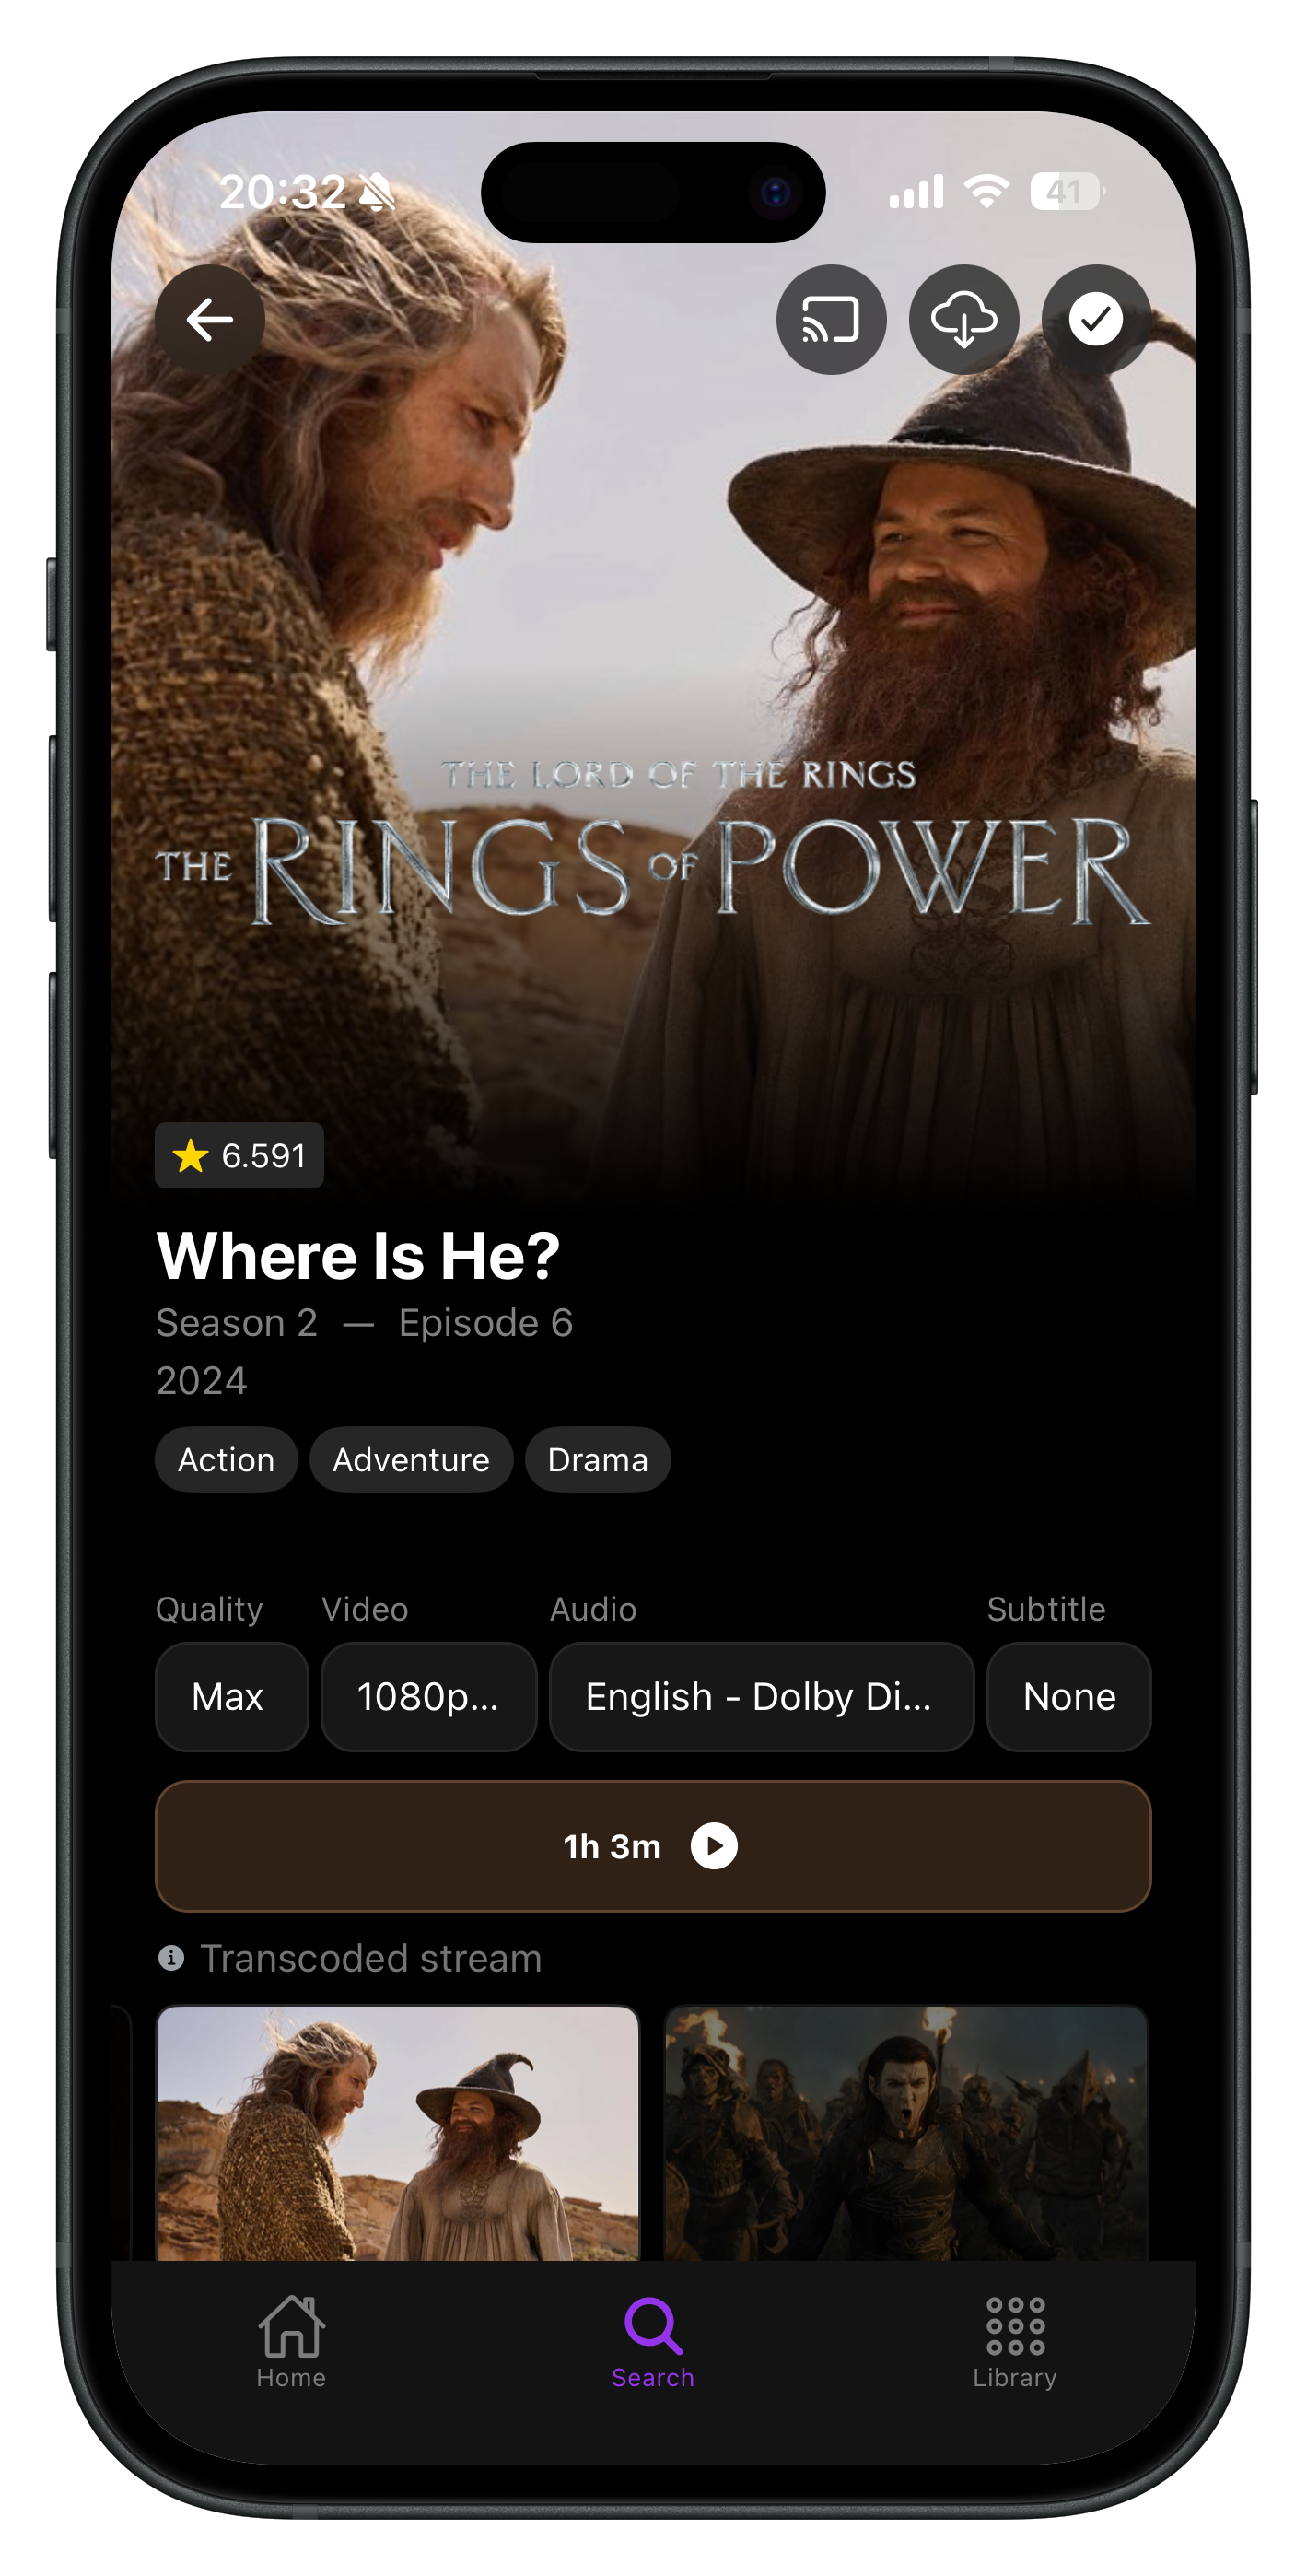 20:32
41
THE LORD OF THE RINGS
THE RINGS OF POWER
6.591
Where Is He?
Season 2 — Episode 6
2024
Action Adventure Drama
Quality Video Audio Subtitle
Max 1080p... English - Dolby Di... None
1h 3m
Transcoded stream
Home Search Library